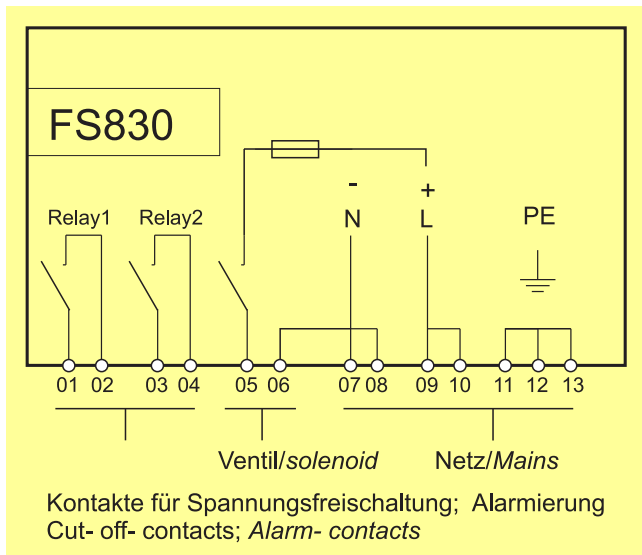 FS830
- +
Relay1 Relay2 N L PE
01 02 03 04 05 06 07 08 09 10 11 12 13
Ventil/solenoid Netz/Mains
Kontakte für Spannungsfreischaltung; Alarmierung
Cut- off- contacts; Alarm- contacts